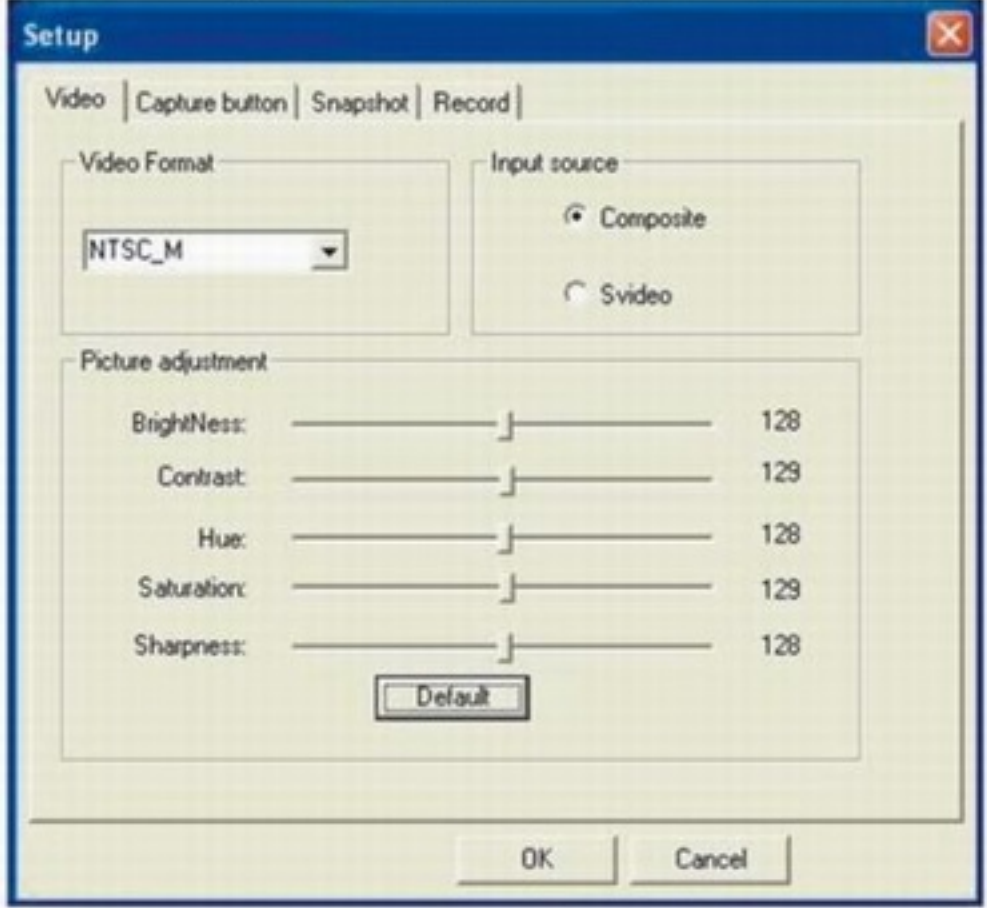 Setup
Video Capture button Snapshot Record
Video Format
NTSC_M
Input source
Composite
Svideo
Picture adjustment
BrightNess: 128
Contrast: 129
Hue: 128
Saturation: 129
Sharpness: 128
Default
OK Cancel